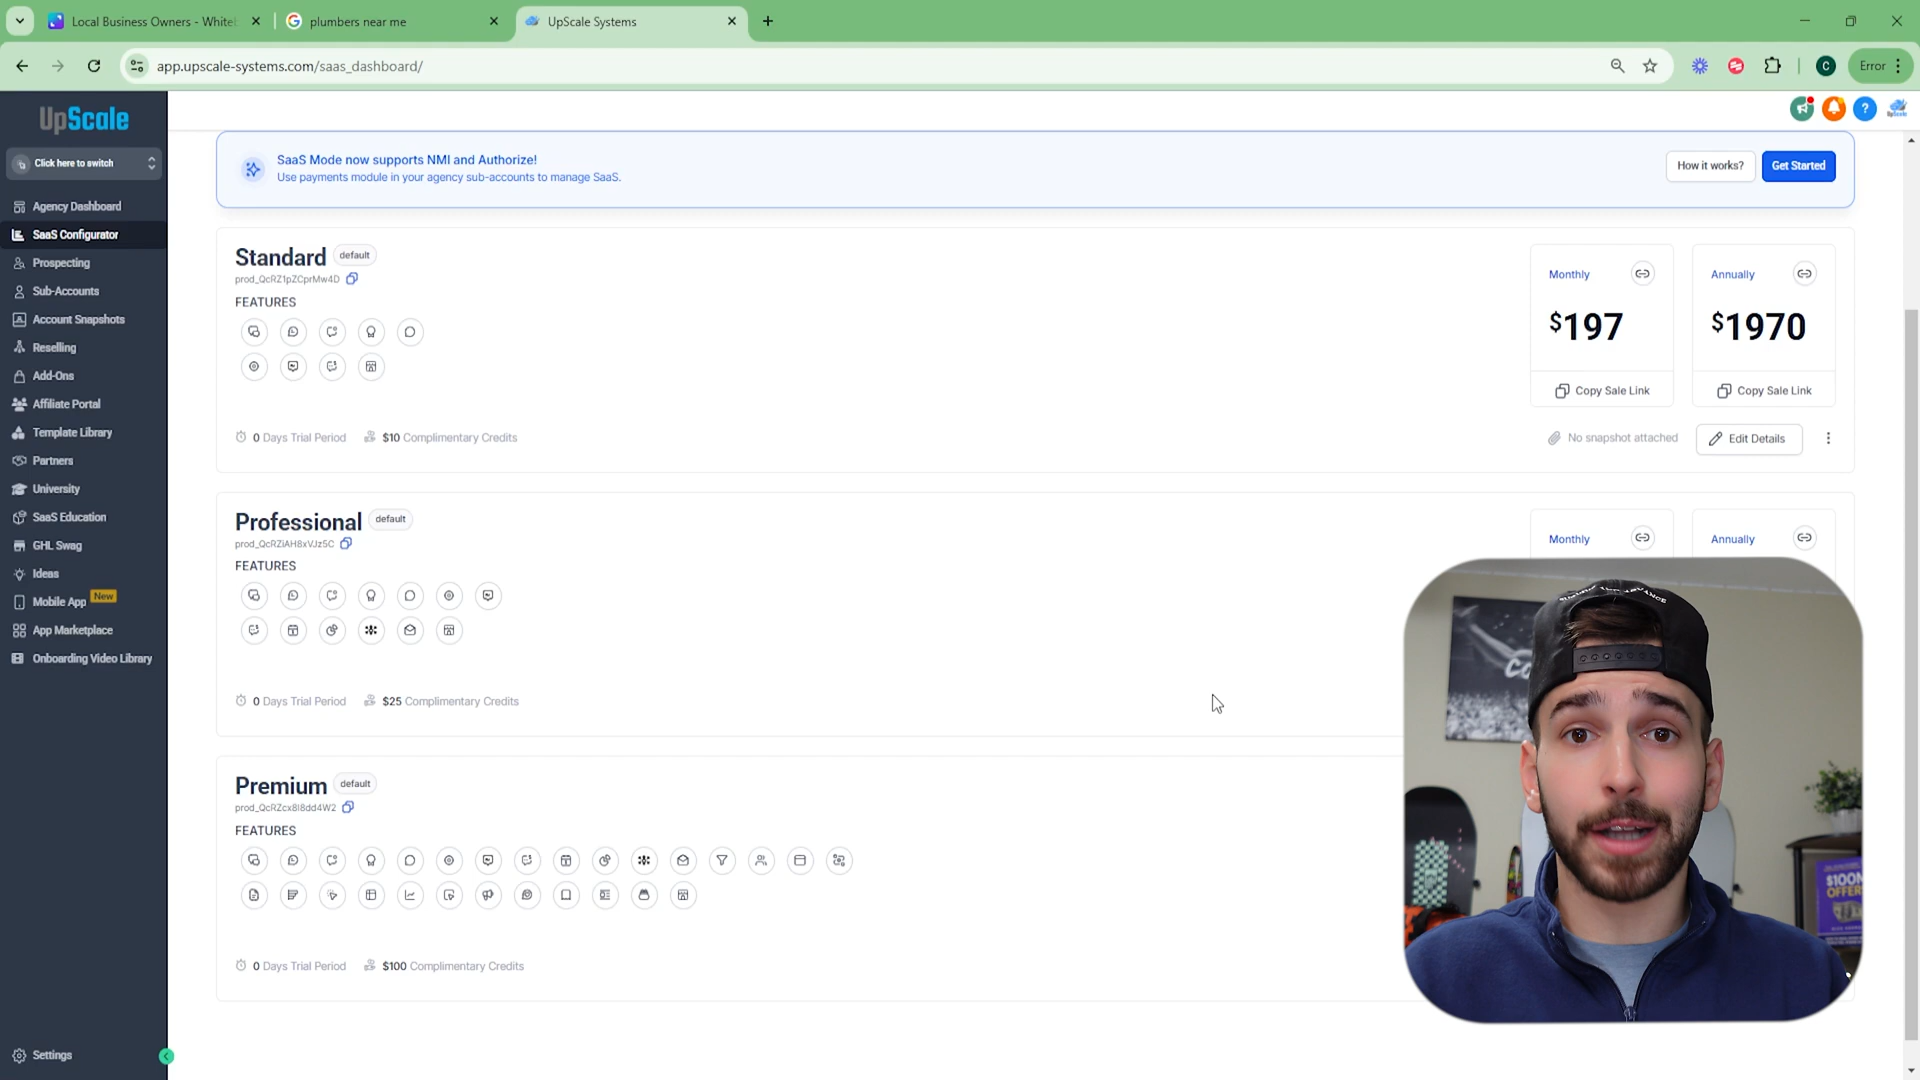 Local Business Owners - White
plumbers near me
UpScale Systems
app.upscale-systems.com/saas_dashboard/
C
Error
UpScale
Click here to switch
Agency Dashboard
SaaS Configurator
Prospecting
Sub-Accounts
Account Snapshots
Reselling
Add-Ons
Affiliate Portal
Template Library
Partners
University
SaaS Education
GHL Swag
Ideas
Mobile App New
App Marketplace
Onboarding Video Library
Settings
SaaS Mode now supports NMI and Authorize!
Use payments module in your agency sub-accounts to manage SaaS.
How it works?
Get Started
Standard default
prod_QcRZ1pZCprMw4D
FEATURES
0 Days Trial Period $10 Complimentary Credits
Monthly
$197
Copy Sale Link
Annually
$1970
Copy Sale Link
No snapshot attached
Edit Details
Professional default
prod_QcRZiAH8xVJz5C
FEATURES
0 Days Trial Period $25 Complimentary Credits
Monthly
Annually
Premium default
prod_QcRZcx8I8dd4W2
FEATURES
0 Days Trial Period $100 Complimentary Credits
$100M
OFFERS